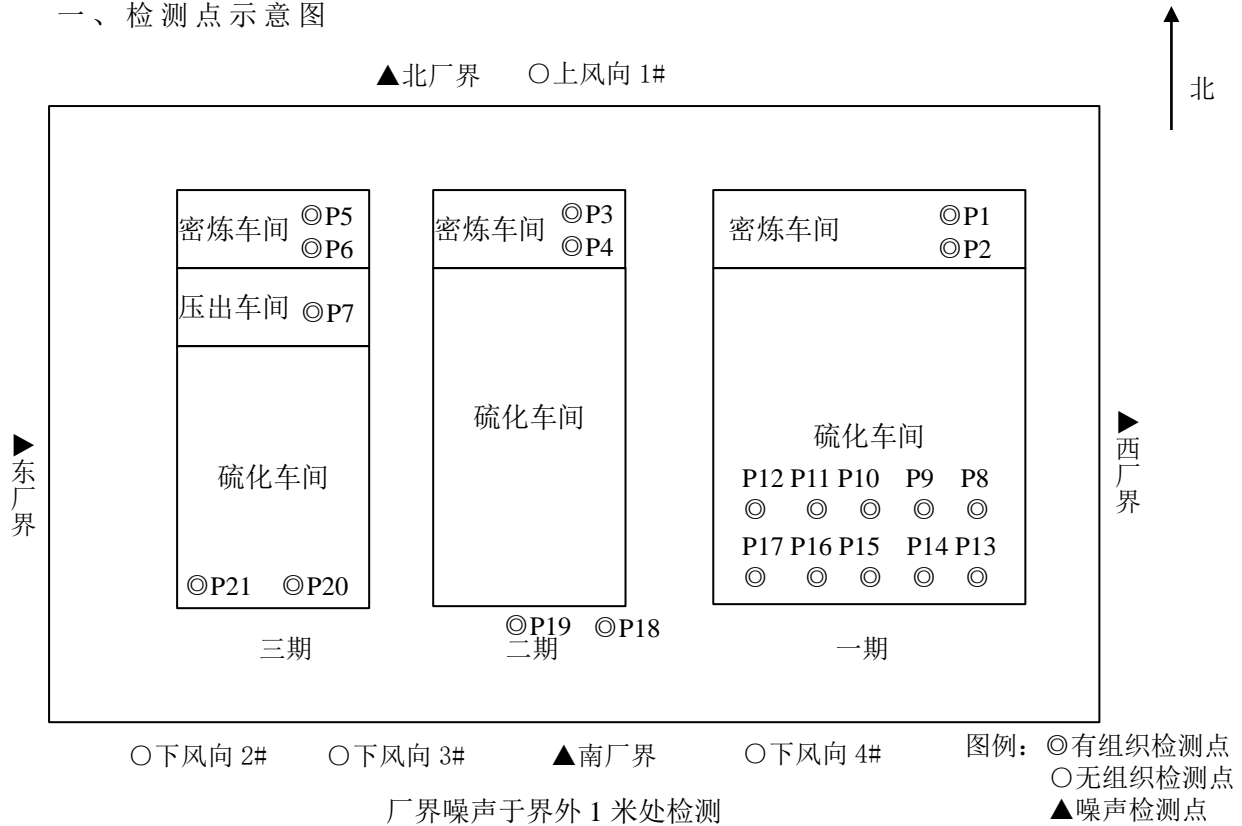 一、检测点示意图
▲北厂界 ○上风向 1#
北
密炼车间
◎P5
◎P6
密炼车间
◎P3
◎P4
密炼车间
◎P1
◎P2
压出车间 ◎P7
硫化车间
硫化车间
硫化车间
P12 P11 P10 P9 P8
◎ ◎ ◎ ◎ ◎
P17 P16 P15 P14 P13
◎ ◎ ◎ ◎ ◎
◎P21 ◎P20
◎P19 ◎P18
三期
二期
一期
▲东厂界
▲西厂界
○下风向 2# ○下风向 3# ▲南厂界 ○下风向 4#
厂界噪声于界外 1 米处检测
图例：◎有组织检测点
○无组织检测点
▲噪声检测点